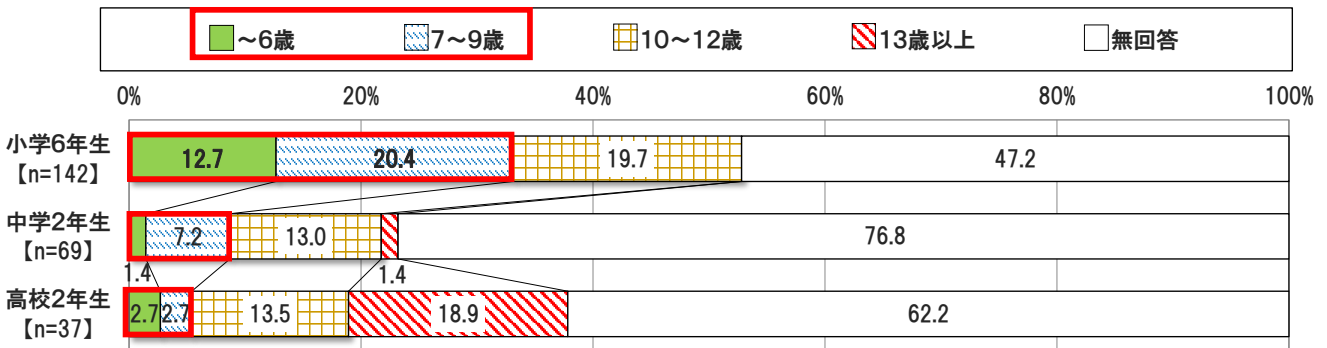 ～6歳 7～9歳 10～12歳 13歳以上 無回答
0% 20% 40% 60% 80% 100%
小学6年生
【n=142】
12.7 20.4 19.7 47.2
中学2年生
【n=69】
7.2 13.0 76.8
1.4 1.4
高校2年生
【n=37】
2.7 2.7 13.5 18.9 62.2